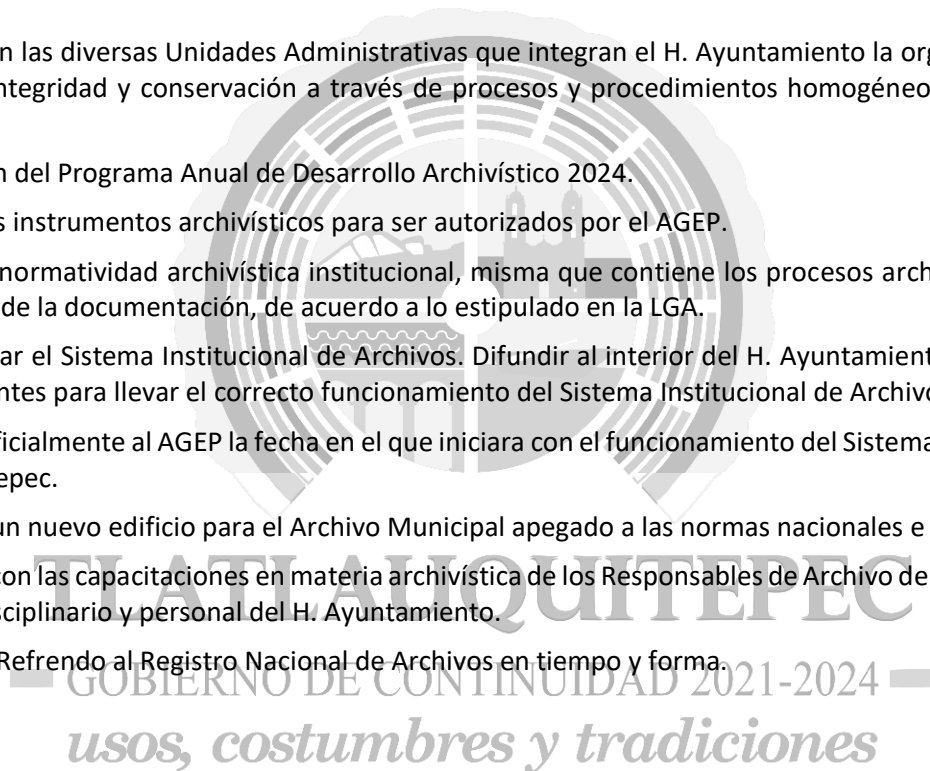 n las diversas Unidades Administrativas que integran el H. Ayuntamiento la org
ntegridad y conservación a través de procesos y procedimientos homogéneo
n del Programa Anual de Desarrollo Archivístico 2024.
s instrumentos archivísticos para ser autorizados por el AGEP.
normatividad archivística institucional, misma que contiene los procesos arch
de la documentación, de acuerdo a lo estipulado en la LGA.
ar el Sistema Institucional de Archivos. Difundir al interior del H. Ayuntamient
ntes para llevar el correcto funcionamiento del Sistema Institucional de Archivo
ficialmente al AGEP la fecha en el que iniciara con el funcionamiento del Sistema
epec.
un nuevo edificio para el Archivo Municipal apegado a las normas nacionales e
TLATLAUQUITEPEC
con las capacitaciones en materia archivística de los Responsables de Archivo de
sciplinario y personal del H. Ayuntamiento.
Refrendo al Registro Nacional de Archivos en tiempo y forma.
GOBIERNO DE CONTINUIDAD 2021-2024
usos, costumbres y tradiciones